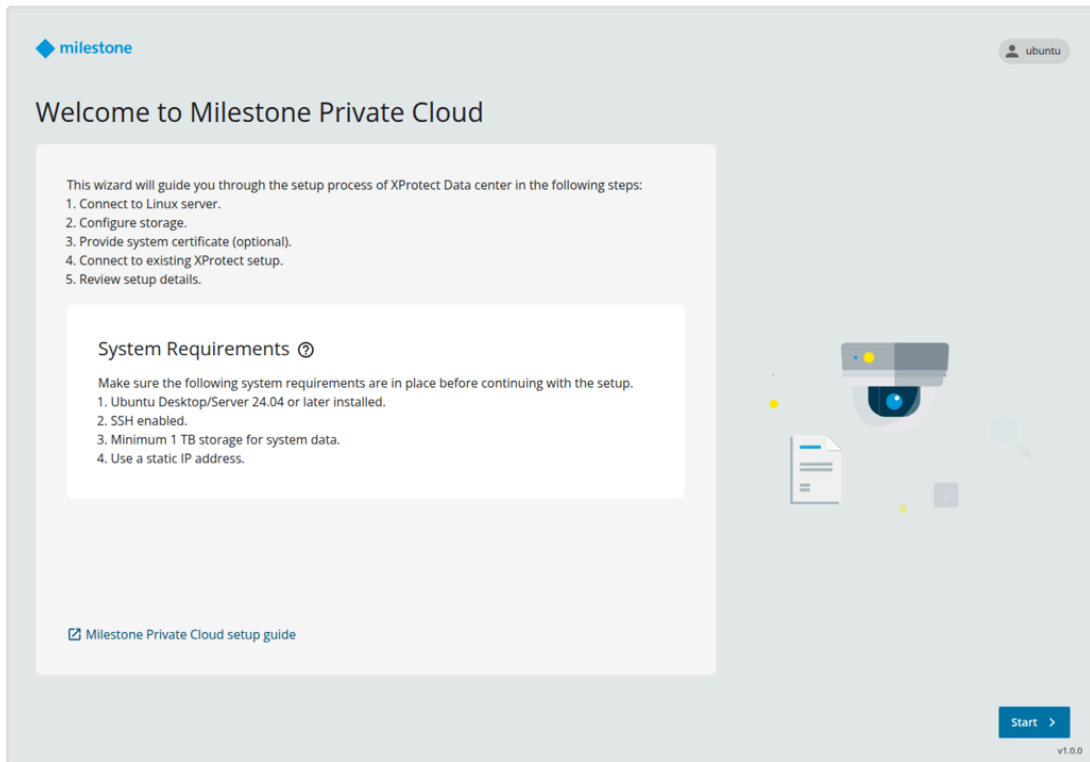 milestone
ubuntu
Welcome to Milestone Private Cloud
This wizard will guide you through the setup process of XProtect Data center in the following steps:
1. Connect to Linux server.
2. Configure storage.
3. Provide system certificate (optional).
4. Connect to existing XProtect setup.
5. Review setup details.
System Requirements
Make sure the following system requirements are in place before continuing with the setup.
1. Ubuntu Desktop/Server 24.04 or later installed.
2. SSH enabled.
3. Minimum 1 TB storage for system data.
4. Use a static IP address.
Milestone Private Cloud setup guide
Start
v1.0.0